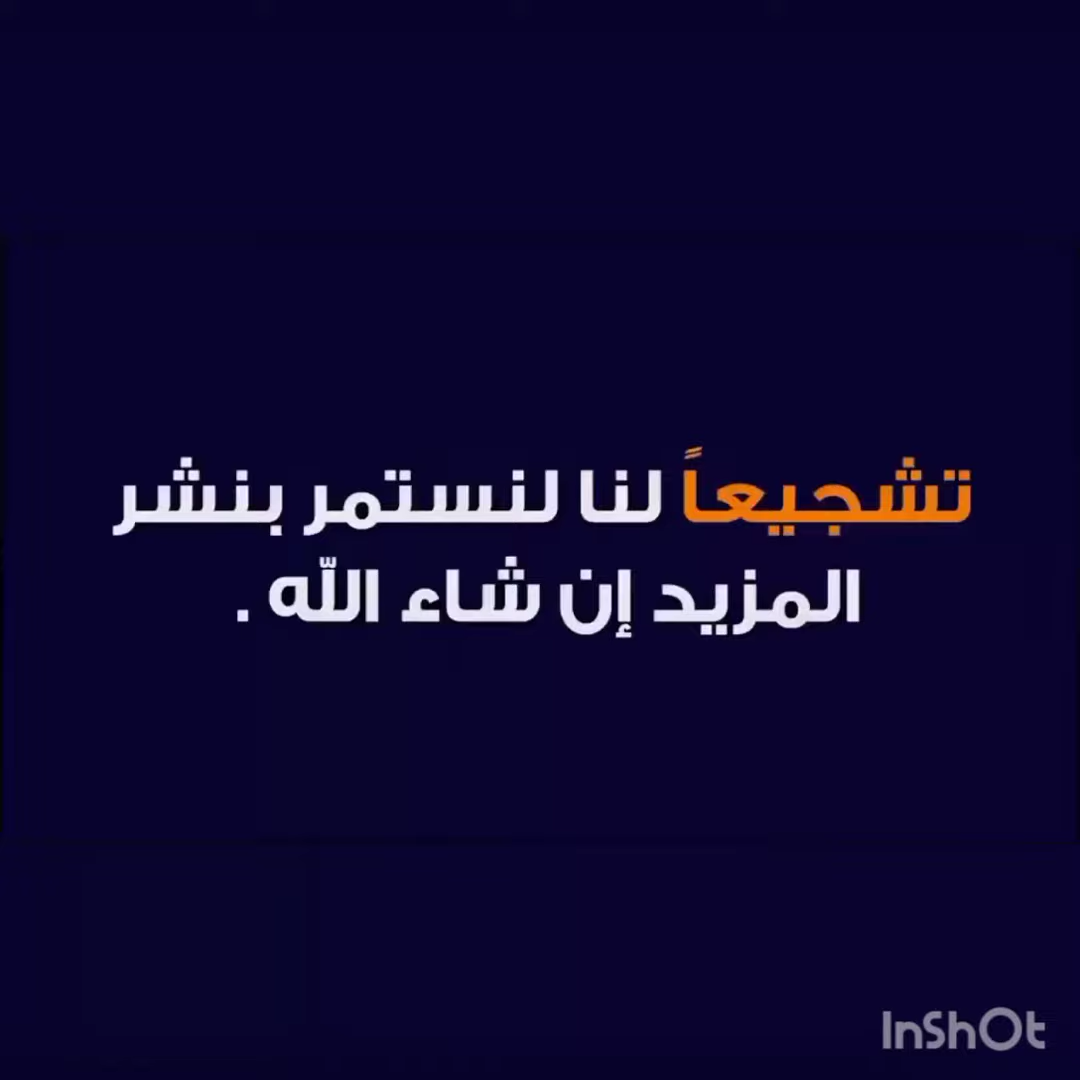 تشجيعاً لنا لنستمر بنشر
المزيد إن شاء الله .
InShOt